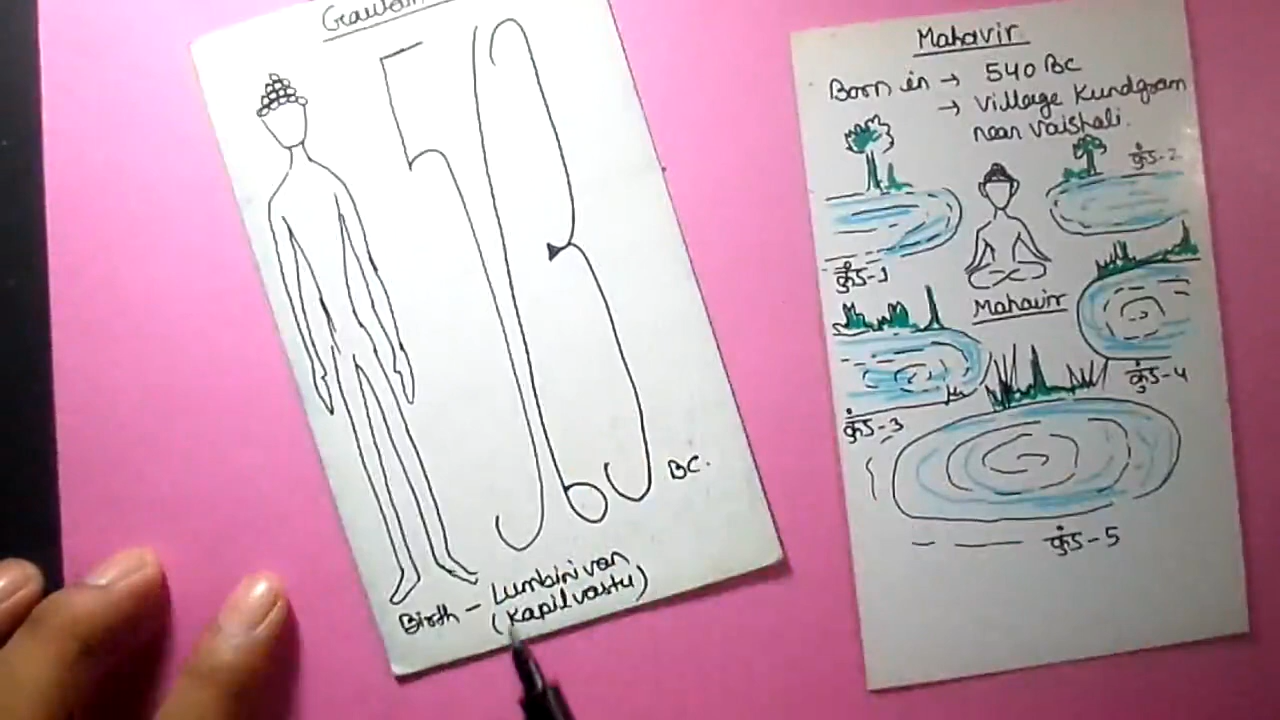 563
BC.
Birth - Lumbini van
(Kapilvastu)
Mahavir
Born in → 540 BC
→ Village Kundgram
near Vaishali.
कुंड-2
कुंड-1
Mahavir
कुंड-4
कुंड-3
कुंड-5